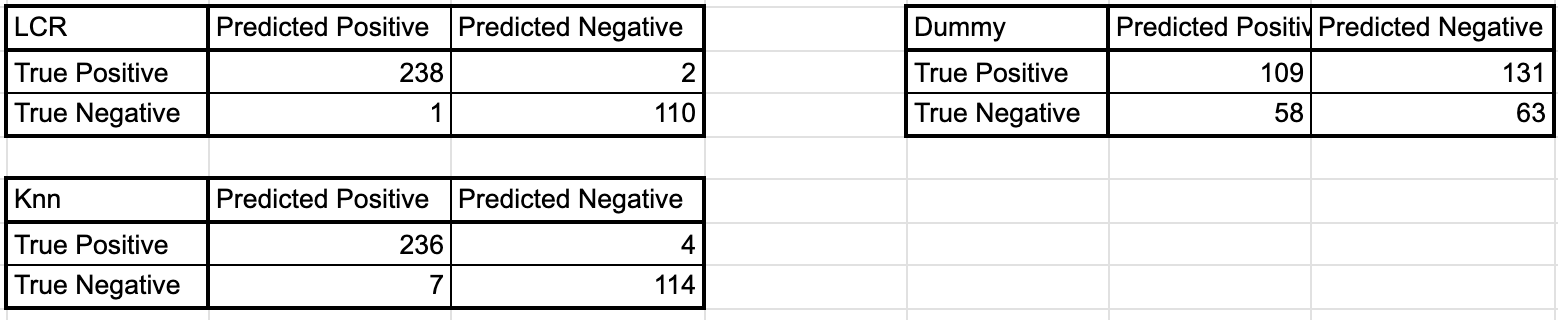 LCR Predicted Positive Predicted Negative
True Positive 238 2
True Negative 1 110
Dummy Predicted Positiv Predicted Negative
True Positive 109 131
True Negative 58 63
Knn Predicted Positive Predicted Negative
True Positive 236 4
True Negative 7 114